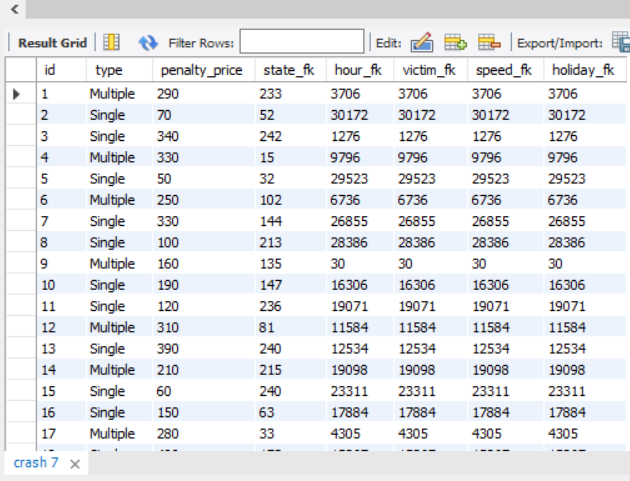 Result Grid Filter Rows: Edit: Export/Import:
id type penalty_price state_fk hour_fk victim_fk speed_fk holiday_fk
1 Multiple 290 233 3706 3706 3706 3706
2 Single 70 52 30172 30172 30172 30172
3 Single 340 242 1276 1276 1276 1276
4 Multiple 330 15 9796 9796 9796 9796
5 Single 50 32 29523 29523 29523 29523
6 Multiple 250 102 6736 6736 6736 6736
7 Single 330 144 26855 26855 26855 26855
8 Single 100 213 28386 28386 28386 28386
9 Multiple 160 135 30 30 30 30
10 Single 190 147 16306 16306 16306 16306
11 Single 120 236 19071 19071 19071 19071
12 Multiple 310 81 11584 11584 11584 11584
13 Single 390 240 12534 12534 12534 12534
14 Multiple 210 215 19098 19098 19098 19098
15 Single 60 240 23311 23311 23311 23311
16 Single 150 63 17884 17884 17884 17884
17 Multiple 280 33 4305 4305 4305 4305
crash 7